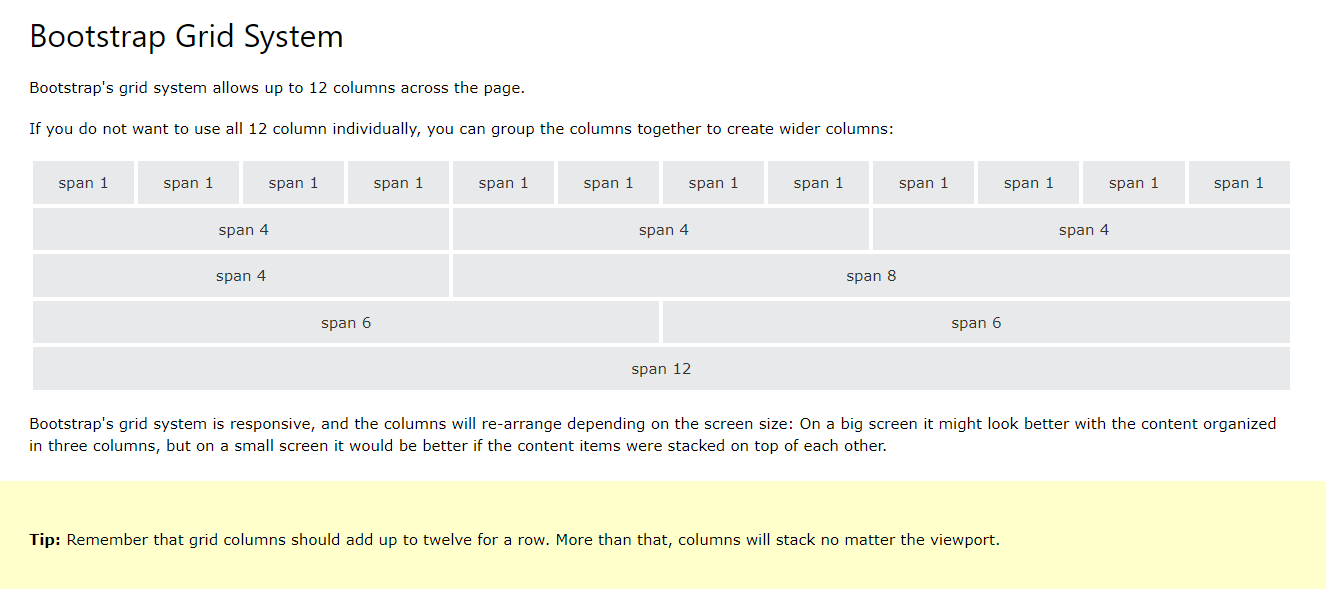 Bootstrap Grid System
Bootstrap's grid system allows up to 12 columns across the page.
If you do not want to use all 12 column individually, you can group the columns together to create wider columns:
span 1 span 1 span 1 span 1 span 1 span 1 span 1 span 1 span 1 span 1 span 1 span 1
span 4 span 4 span 4
span 4 span 8
span 6 span 6
span 12
Bootstrap's grid system is responsive, and the columns will re-arrange depending on the screen size: On a big screen it might look better with the content organized
in three columns, but on a small screen it would be better if the content items were stacked on top of each other.
Tip: Remember that grid columns should add up to twelve for a row. More than that, columns will stack no matter the viewport.